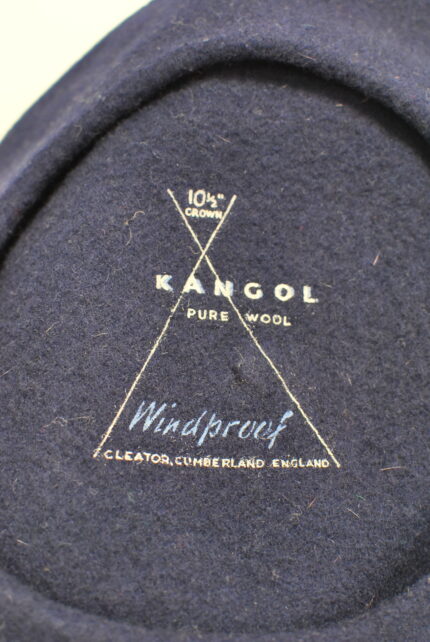 10½"
CROWN
KANGOL
PURE WOOL
Windproof
CLEATOR, CUMBERLAND ENGLAND